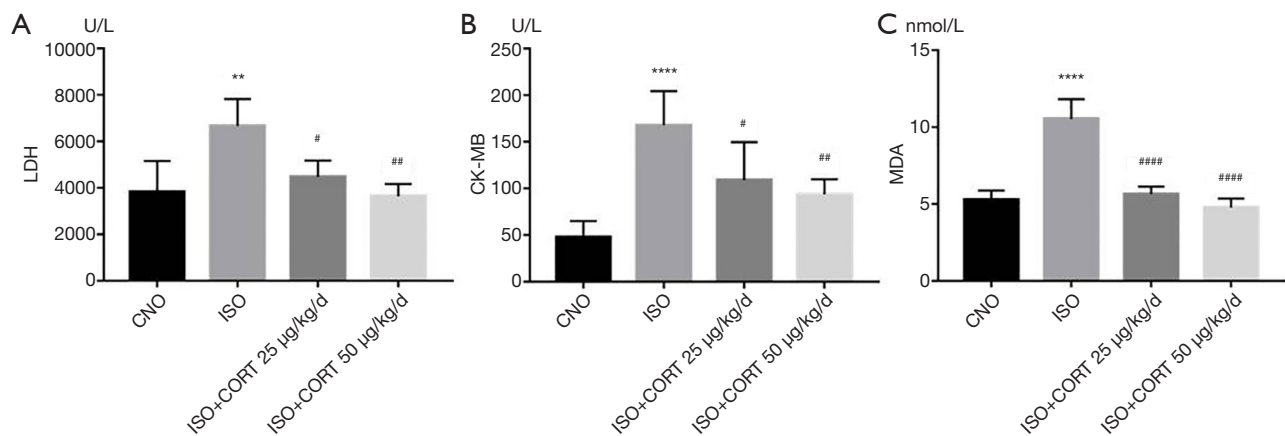 A
U/L
LDH
10000
8000
6000
4000
2000
0
**
#
##
CNO
ISO
ISO+CORT 25 µg/kg/d
ISO+CORT 50 µg/kg/d
B
U/L
CK-MB
250
200
150
100
50
0
****
#
##
CNO
ISO
ISO+CORT 25 µg/kg/d
ISO+CORT 50 µg/kg/d
C
nmol/L
MDA
15
10
5
0
****
####
####
CNO
ISO
ISO+CORT 25 µg/kg/d
ISO+CORT 50 µg/kg/d